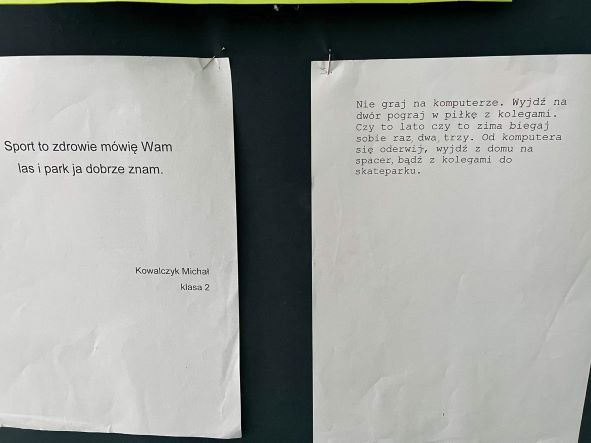 Sport to zdrowie mówię Wam
las i park ja dobrze znam.
Kowalczyk Michał
klasa 2
Nie graj na komputerze. Wyjdź na
dwór pograj w piłkę z kolegami.
Czy to lato czy to zima biegaj
sobie raz dwa trzy. Od komputera
się oderwij, wyjdź z domu na
spacer bądź z kolegami do
skateparku.